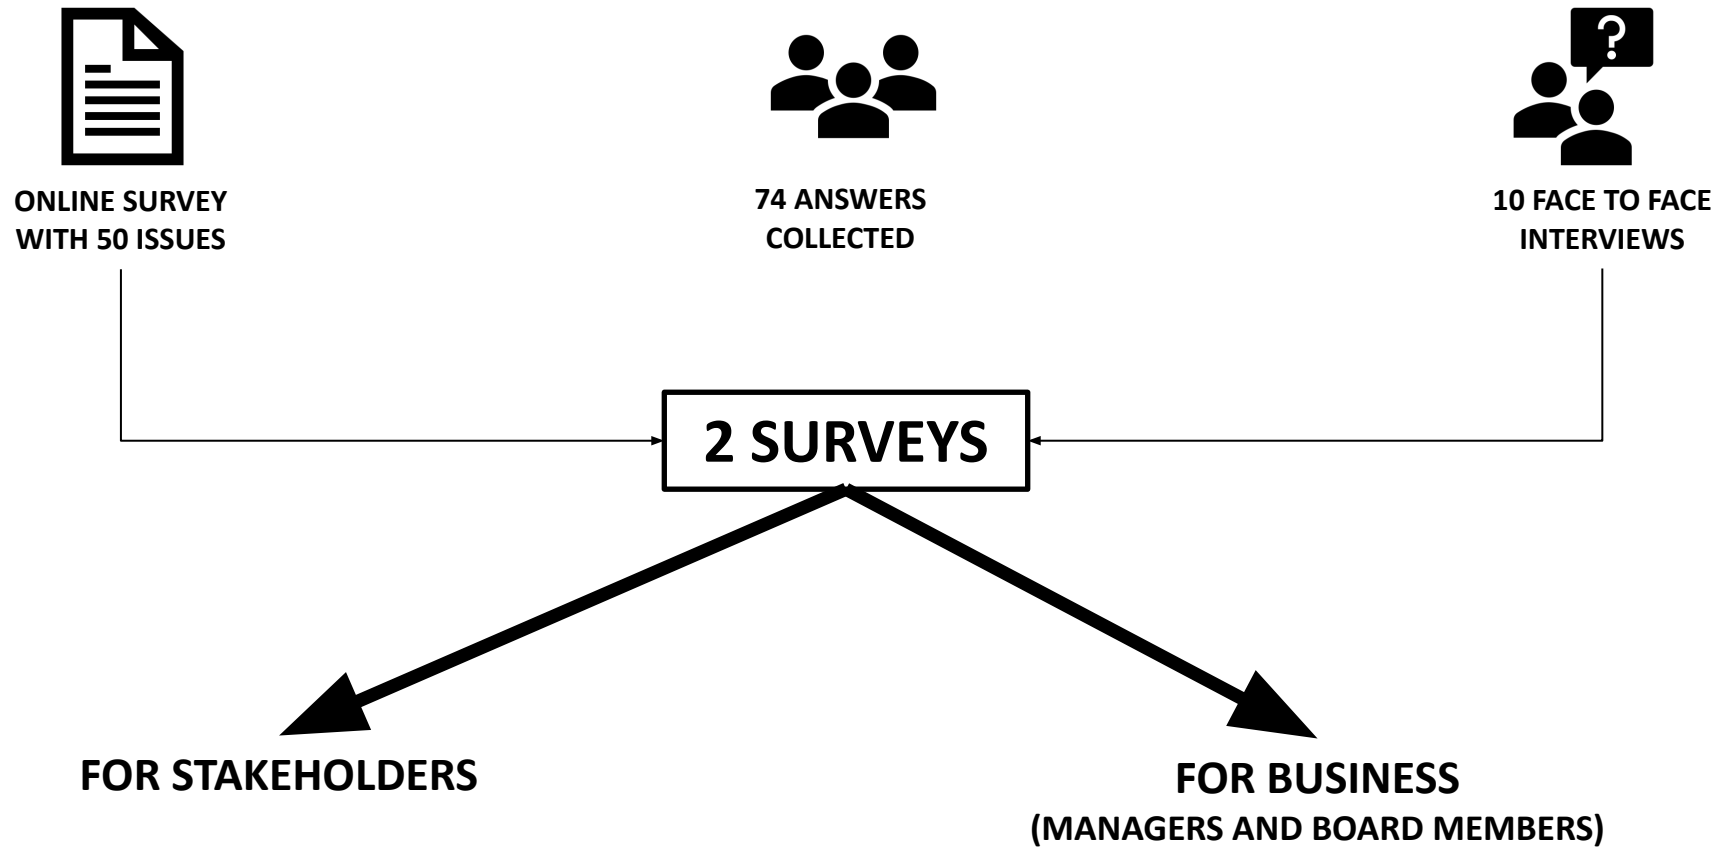 ONLINE SURVEY
WITH 50 ISSUES
74 ANSWERS
COLLECTED
?
10 FACE TO FACE
INTERVIEWS
2 SURVEYS
FOR STAKEHOLDERS
FOR BUSINESS
(MANAGERS AND BOARD MEMBERS)